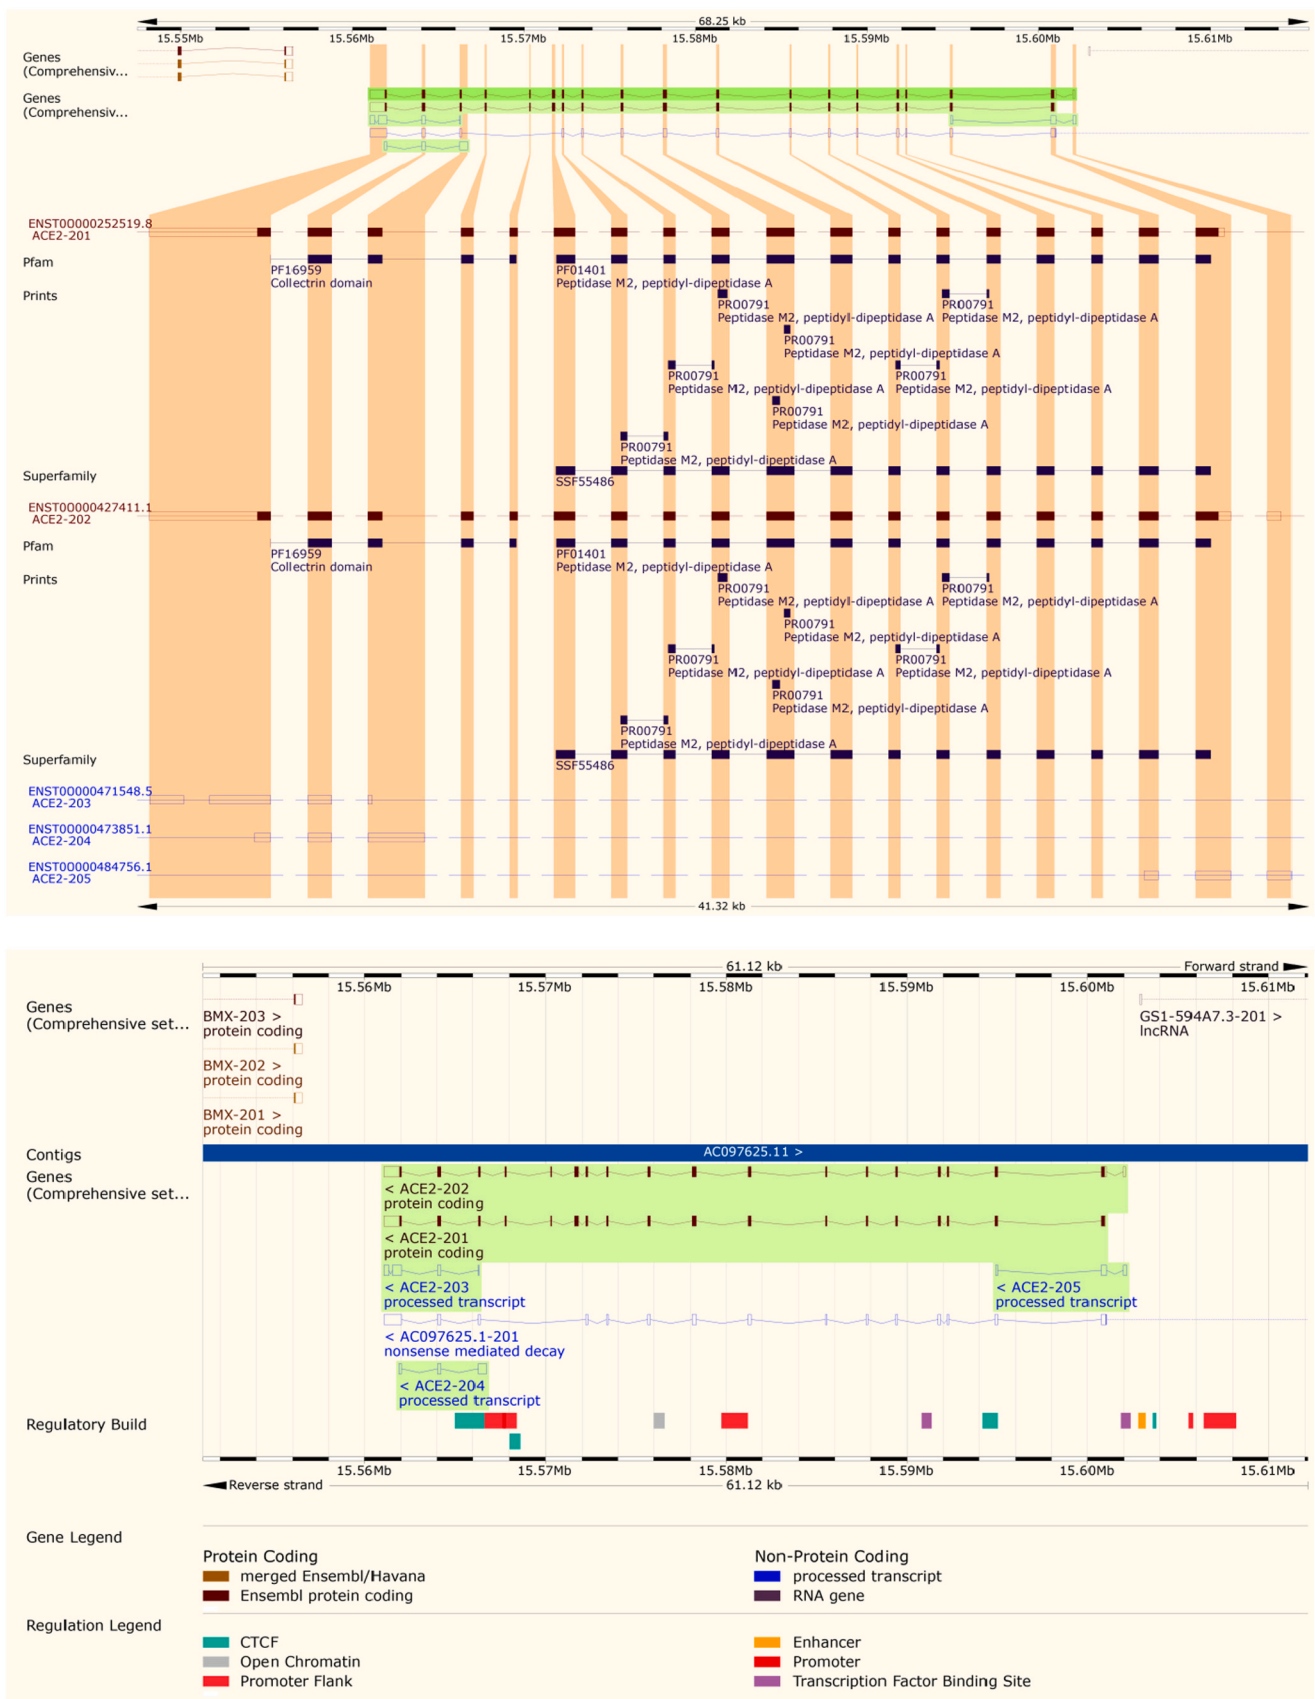 68.25 kb
15.55Mb 15.56Mb 15.57Mb 15.58Mb 15.59Mb 15.60Mb 15.61Mb
Genes
(Comprehensiv...
Genes
(Comprehensiv...
ENST00000252519.8
ACE2-201
Pfam
PF16959 PF01401
Collectrin domain Peptidase M2, peptidyl-dipeptidase A
Prints
PR00791 PR00791
Peptidase M2, peptidyl-dipeptidase A Peptidase M2, peptidyl-dipeptidase A
PR00791
Peptidase M2, peptidyl-dipeptidase A
PR00791 PR00791
Peptidase M2, peptidyl-dipeptidase A Peptidase M2, peptidyl-dipeptidase A
PR00791
Peptidase M2, peptidyl-dipeptidase A
PR00791
Peptidase M2, peptidyl-dipeptidase A
Superfamily
SSF55486
ENST00000427411.1
ACE2-202
Pfam
PF16959 PF01401
Collectrin domain Peptidase M2, peptidyl-dipeptidase A
Prints
PR00791 PR00791
Peptidase M2, peptidyl-dipeptidase A Peptidase M2, peptidyl-dipeptidase A
PR00791
Peptidase M2, peptidyl-dipeptidase A
PR00791 PR00791
Peptidase M2, peptidyl-dipeptidase A Peptidase M2, peptidyl-dipeptidase A
PR00791
Peptidase M2, peptidyl-dipeptidase A
PR00791
Peptidase M2, peptidyl-dipeptidase A
Superfamily
SSF55486
ENST00000471548.5
ACE2-203
ENST00000473851.1
ACE2-204
ENST00000484756.1
ACE2-205
41.32 kb
61.12 kb Forward strand
15.56Mb 15.57Mb 15.58Mb 15.59Mb 15.60Mb 15.61Mb
Genes
(Comprehensive set...
BMX-203 > GS1-594A7.3-201 >
protein coding lncRNA
BMX-202 >
protein coding
BMX-201 >
protein coding
Contigs AC097625.11 >
Genes
(Comprehensive set...
< ACE2-202
protein coding
< ACE2-201
protein coding
< ACE2-203 < ACE2-205
processed transcript processed transcript
< AC097625.1-201
nonsense mediated decay
< ACE2-204
processed transcript
Regulatory Build
15.56Mb 15.57Mb 15.58Mb 15.59Mb 15.60Mb 15.61Mb
Reverse strand 61.12 kb
Gene Legend
Protein Coding Non-Protein Coding
merged Ensembl/Havana processed transcript
Ensembl protein coding RNA gene
Regulation Legend
CTCF Enhancer
Open Chromatin Promoter
Promoter Flank Transcription Factor Binding Site